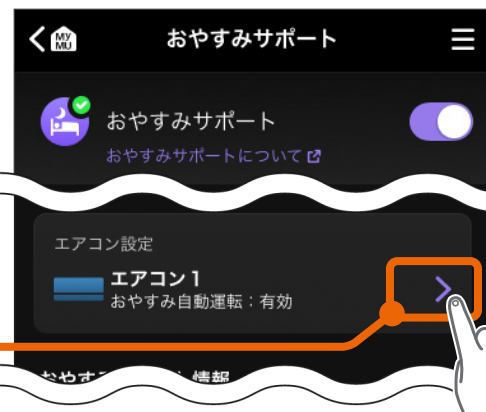 MY
MU
おやすみサポート
おやすみサポート
おやすみサポートについて
エアコン設定
エアコン 1
おやすみ自動運転：有効